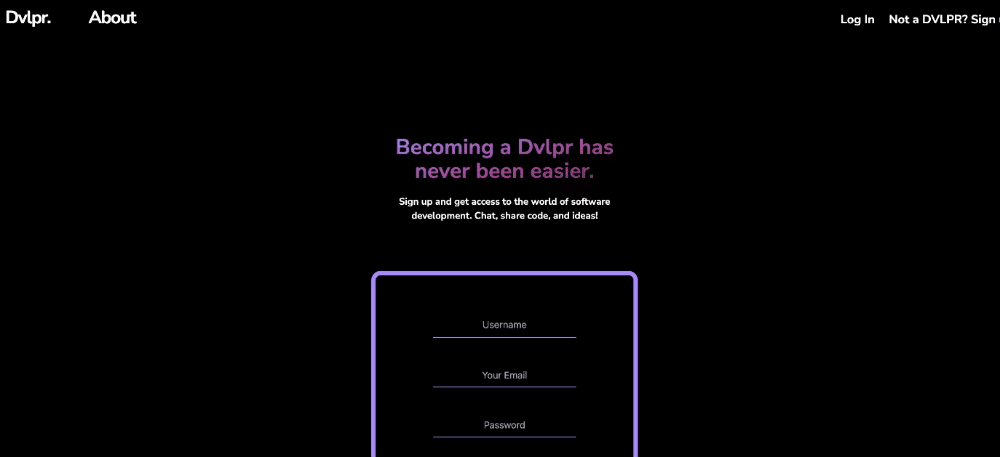 Dvlpr.
About
Log In
Not a DVLPR? Sign
Becoming a Dvlpr has
never been easier.
Sign up and get access to the world of software
development. Chat, share code, and ideas!
Username
Your Email
Password